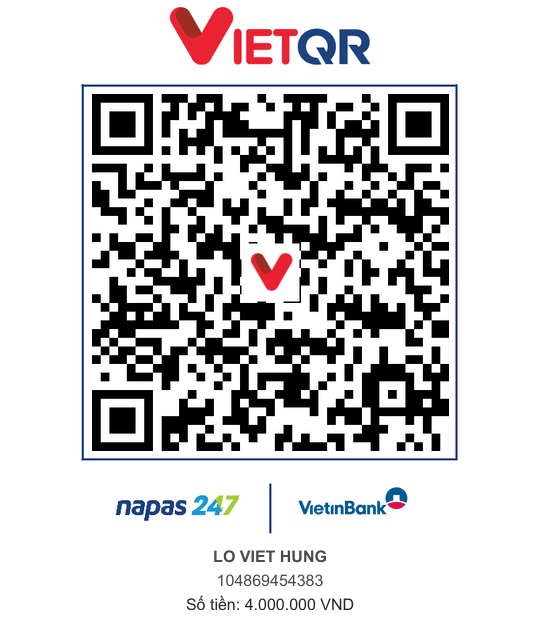 VIETQR
napas 247
VietinBank
LO VIET HUNG
104869454383
Số tiền: 4.000.000 VND